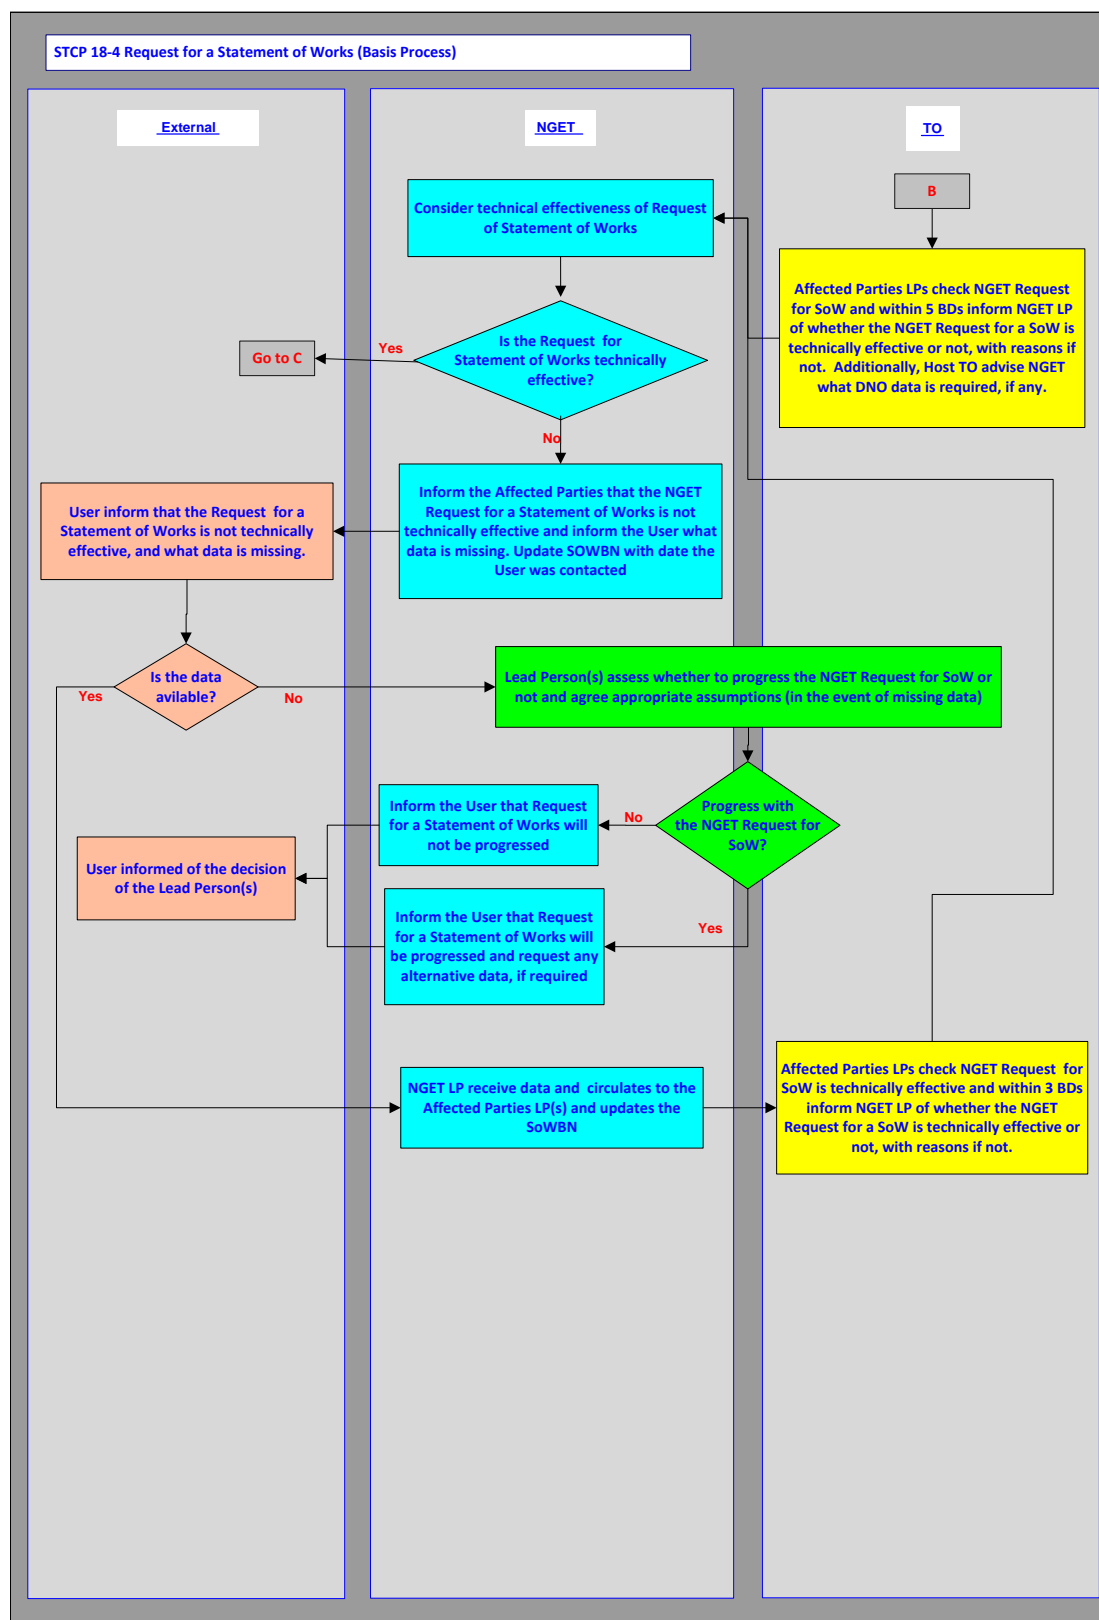 STCP 18-4 Request for a Statement of Works (Basis Process)
External
NGET
TO
B
Consider technical effectiveness of Request
of Statement of Works
Affected Parties LPs check NGET Request
for SoW and within 5 BDs inform NGET LP
of whether the NGET Request for a SoW is
technically effective or not, with reasons if
not.  Additionally, Host TO advise NGET
what DNO data is required, if any.
Is the Request  for
Statement of Works technically
effective?
Yes
Go to C
No
Inform the Affected Parties that the NGET
Request for a Statement of Works is not
technically effective and inform the User what
data is missing. Update SOWBN with date the
User was contacted
User inform that the Request  for a
Statement of Works is not technically
effective, and what data is missing.
Is the data
avilable?
Yes
No
Lead Person(s) assess whether to progress the NGET Request for SoW or
not and agree appropriate assumptions (in the event of missing data)
Progress with
the NGET Request for
SoW?
No
Inform the User that Request
for a Statement of Works will
not be progressed
User informed of the decision
of the Lead Person(s)
Yes
Inform the User that Request
for a Statement of Works will
be progressed and request any
alternative data, if required
NGET LP receive data and  circulates to the
Affected Parties LP(s) and updates the
SoWBN
Affected Parties LPs check NGET Request  for
SoW is technically effective and within 3 BDs
inform NGET LP of whether the NGET
Request for a SoW is technically effective or
not, with reasons if not.